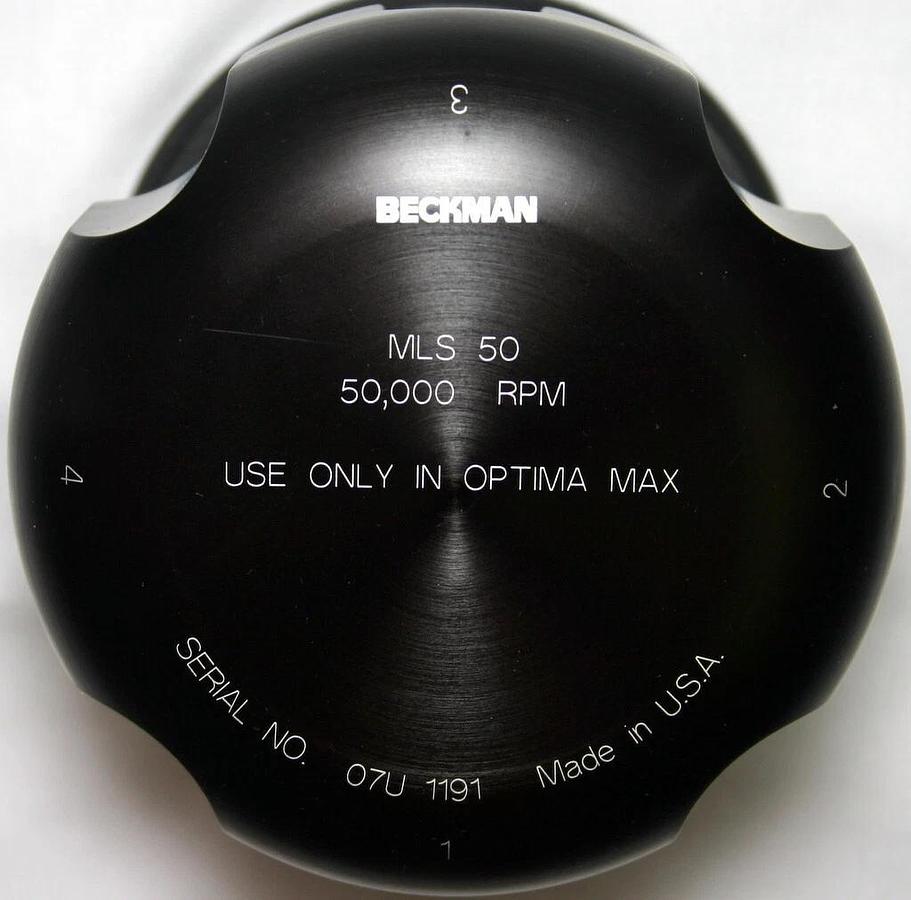 3
BECKMAN
MLS 50
50,000 RPM
USE ONLY IN OPTIMA MAX
4
2
SERIAL NO. 07U 1191 Made in U.S.A.
1